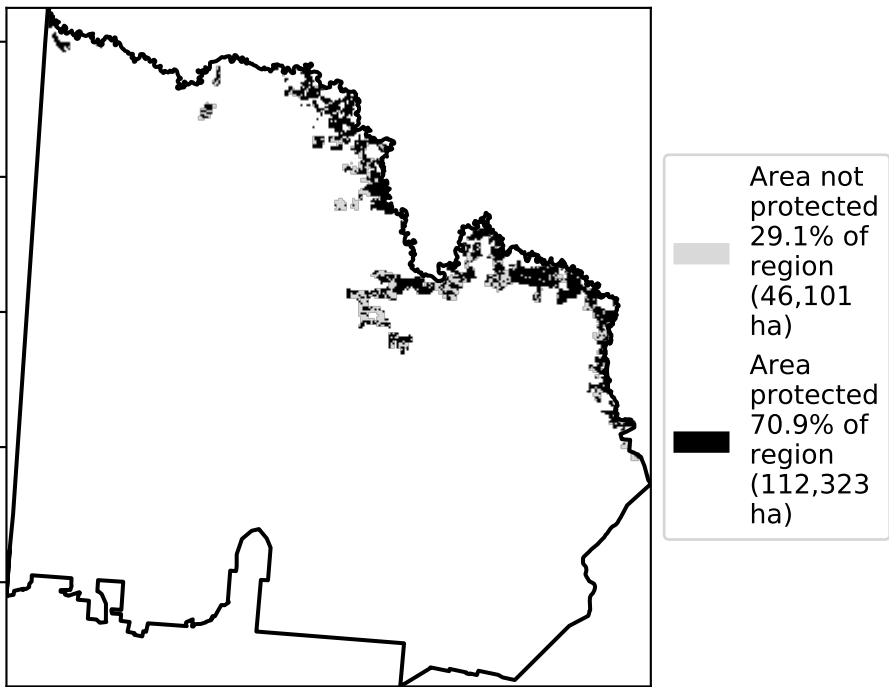 Area not
protected
29.1% of
region
(46,101
ha)
Area
protected
70.9% of
region
(112,323
ha)